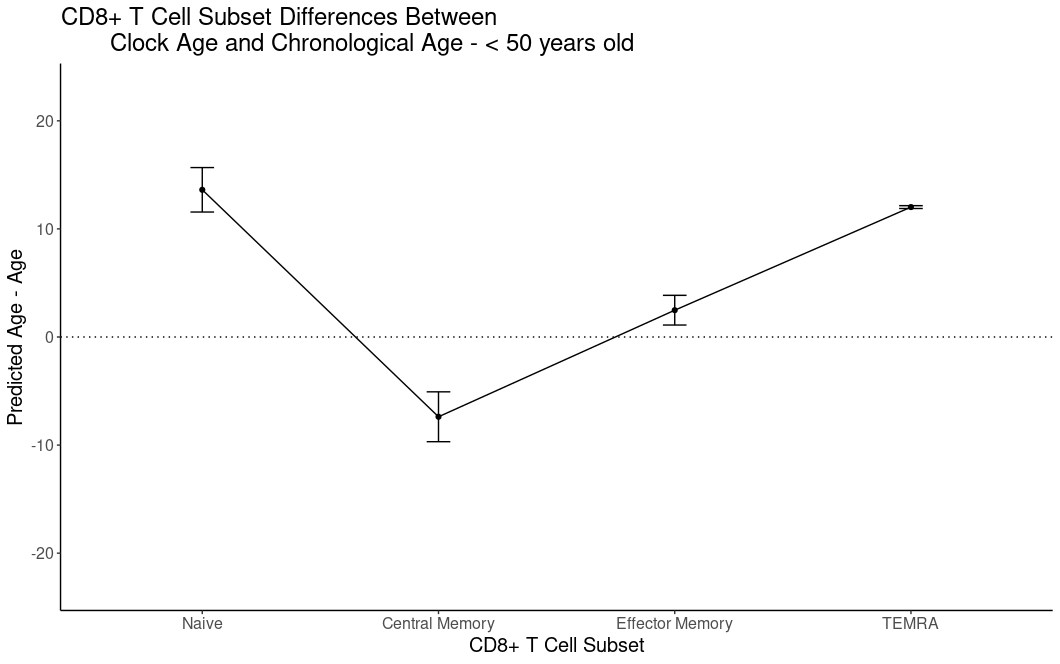 CD8+ T Cell Subset Differences Between
Clock Age and Chronological Age - < 50 years old
Predicted Age - Age
20
10
0
-10
-20
Naive
Central Memory
Effector Memory
TEMRA
CD8+ T Cell Subset